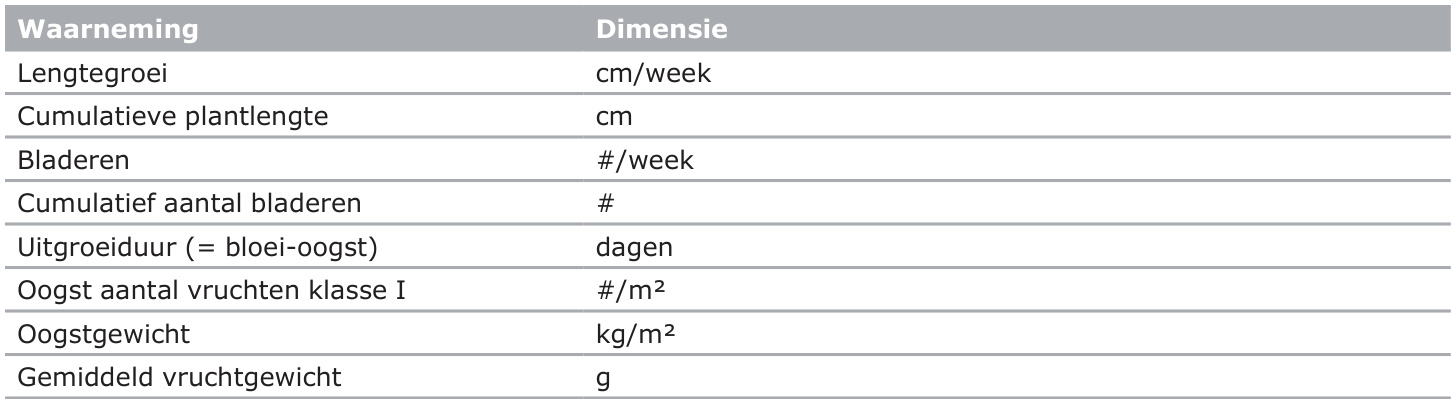 Waarneming Dimensie
Lengtegroei cm/week
Cumulatieve plantlengte cm
Bladeren #/week
Cumulatief aantal bladeren #
Uitgroeiduur (= bloei-oogst) dagen
Oogst aantal vruchten klasse I #/m²
Oogstgewicht kg/m²
Gemiddeld vruchtgewicht g